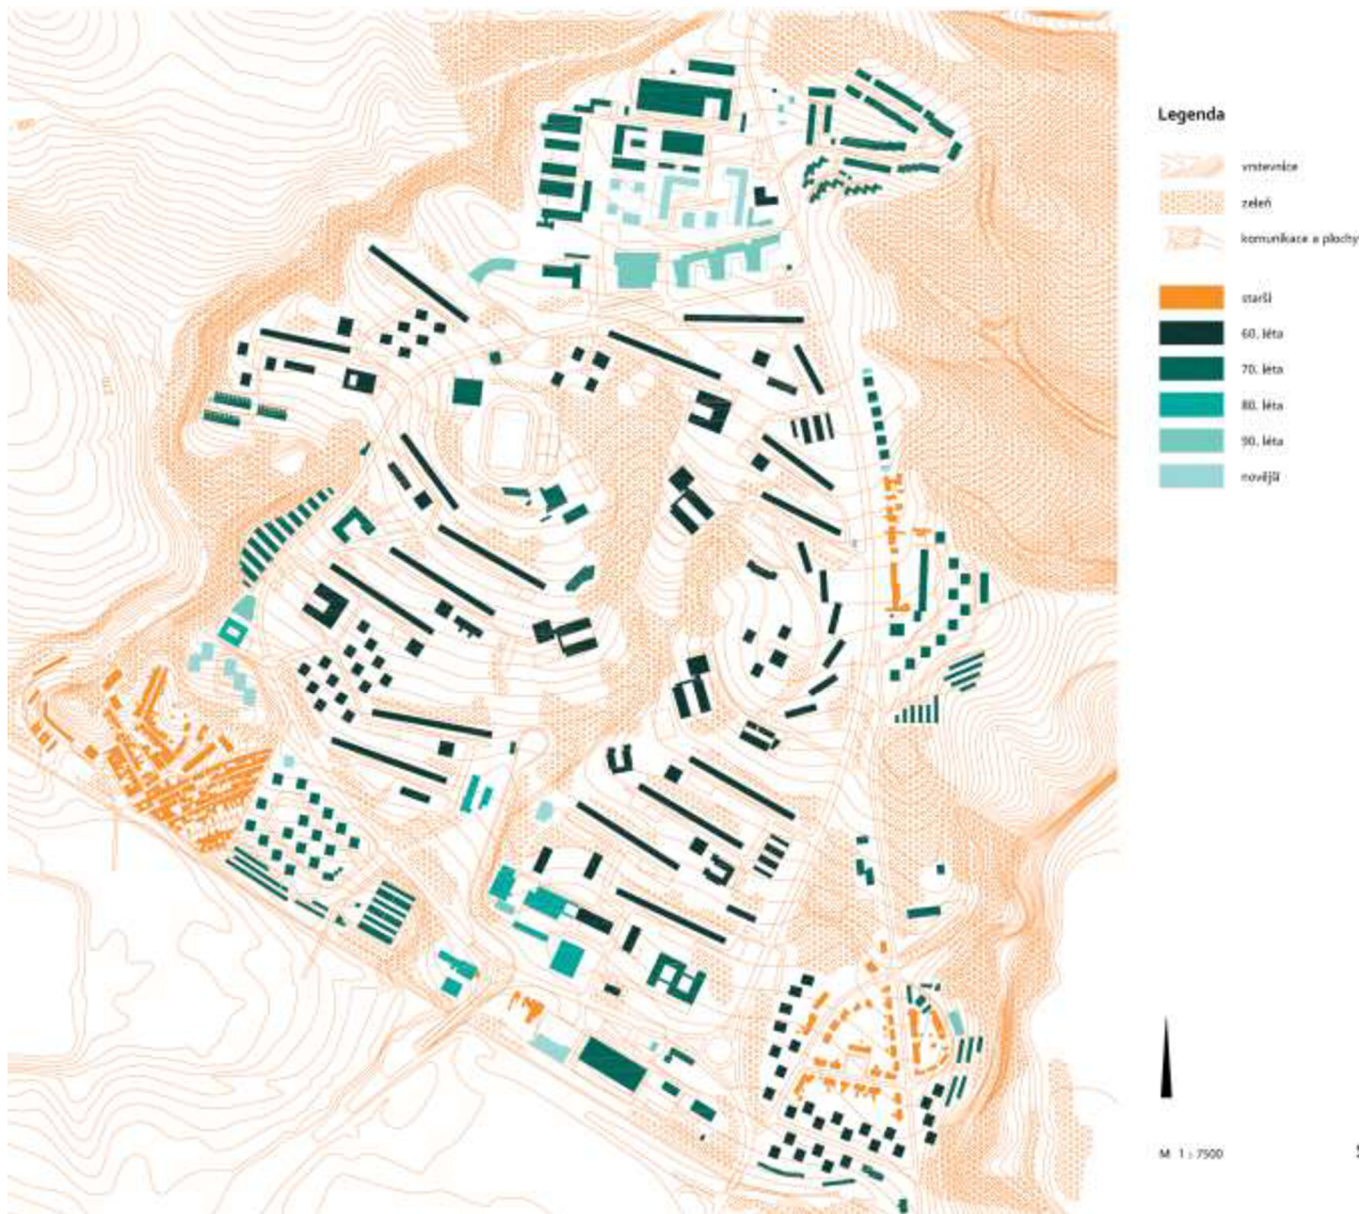 Legenda
vrstevnice
zeleň
komunikace a plochy
starší
60. léta
70. léta
80. léta
90. léta
novější
M 1 : 7500